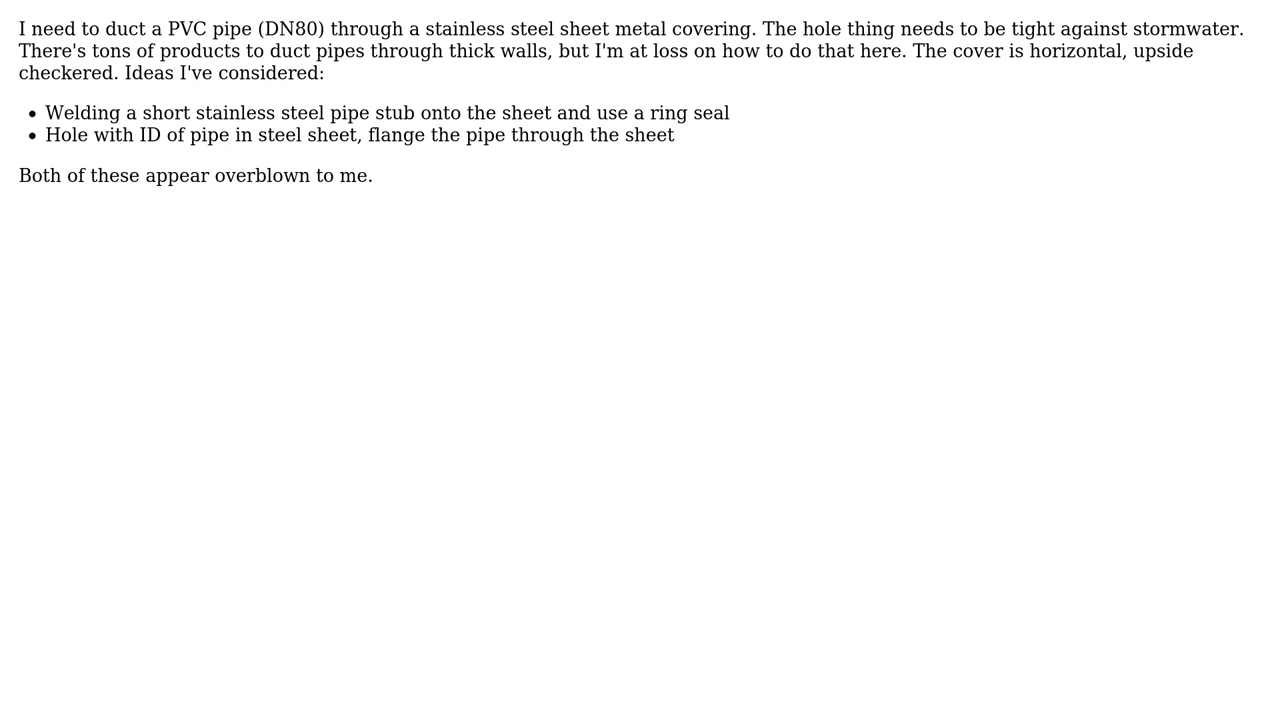 I need to duct a PVC pipe (DN80) through a stainless steel sheet metal covering. The hole thing needs to be tight against stormwater.
There's tons of products to duct pipes through thick walls, but I'm at loss on how to do that here. The cover is horizontal, upside
checkered. Ideas I've considered:
• Welding a short stainless steel pipe stub onto the sheet and use a ring seal
• Hole with ID of pipe in steel sheet, flange the pipe through the sheet
Both of these appear overblown to me.